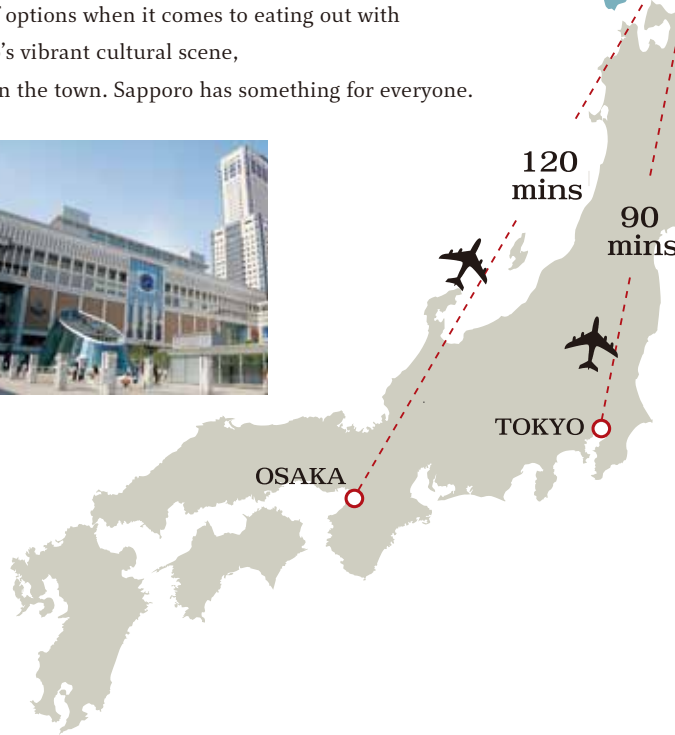 options when it comes to eating out with
’s vibrant cultural scene,
n the town. Sapporo has something for everyone.
120
mins
90
mins
TOKYO
OSAKA